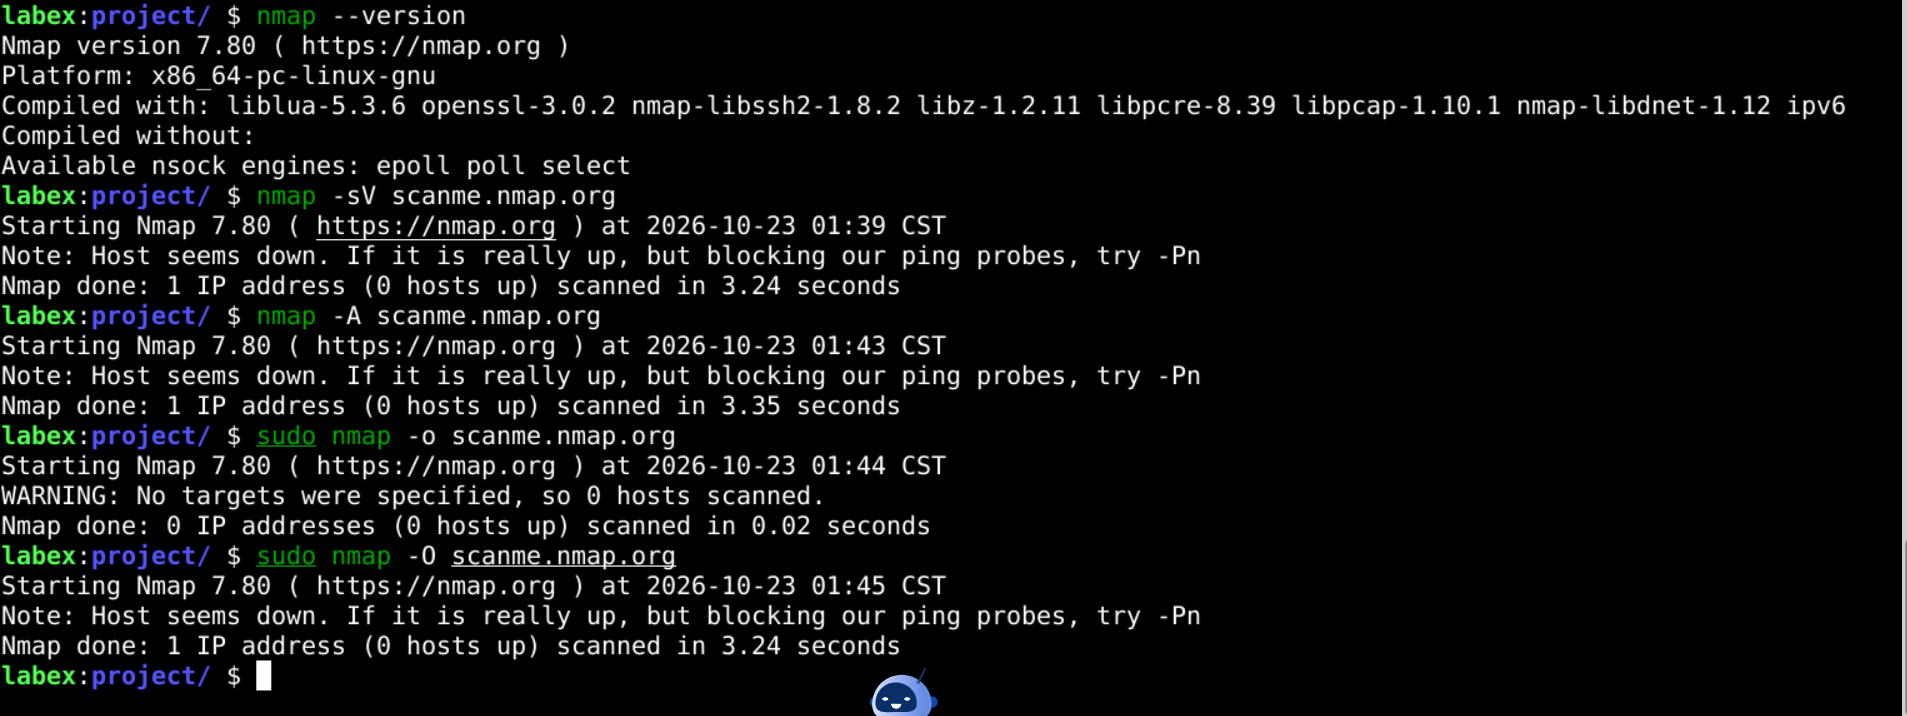 labex:project/ $ nmap --version
Nmap version 7.80 ( https://nmap.org )
Platform: x86_64-pc-linux-gnu
Compiled with: liblua-5.3.6 openssl-3.0.2 nmap-libssh2-1.8.2 libz-1.2.11 libpcre-8.39 libpcap-1.10.1 nmap-libdnet-1.12 ipv6
Compiled without:
Available nsock engines: epoll poll select
labex:project/ $ nmap -sV scanme.nmap.org
Starting Nmap 7.80 ( https://nmap.org ) at 2026-10-23 01:39 CST
Note: Host seems down. If it is really up, but blocking our ping probes, try -Pn
Nmap done: 1 IP address (0 hosts up) scanned in 3.24 seconds
labex:project/ $ nmap -A scanme.nmap.org
Starting Nmap 7.80 ( https://nmap.org ) at 2026-10-23 01:43 CST
Note: Host seems down. If it is really up, but blocking our ping probes, try -Pn
Nmap done: 1 IP address (0 hosts up) scanned in 3.35 seconds
labex:project/ $ sudo nmap -o scanme.nmap.org
Starting Nmap 7.80 ( https://nmap.org ) at 2026-10-23 01:44 CST
WARNING: No targets were specified, so 0 hosts scanned.
Nmap done: 0 IP addresses (0 hosts up) scanned in 0.02 seconds
labex:project/ $ sudo nmap -O scanme.nmap.org
Starting Nmap 7.80 ( https://nmap.org ) at 2026-10-23 01:45 CST
Note: Host seems down. If it is really up, but blocking our ping probes, try -Pn
Nmap done: 1 IP address (0 hosts up) scanned in 3.24 seconds
labex:project/ $